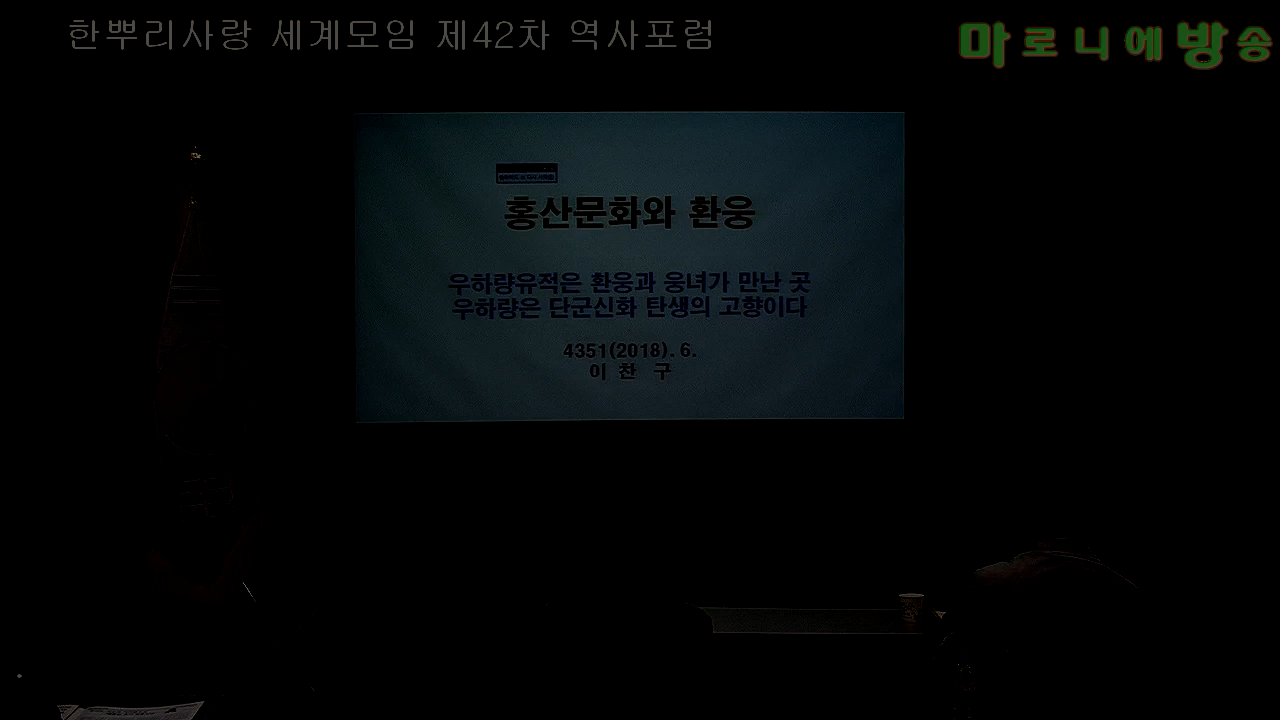 한뿌리사랑 세계모임 제42차 역사포럼
마로니에방송
홍산문화와 환웅
우하량유적은 환웅과 웅녀가 만난 곳
우하량은 단군신화 탄생의 고향이다
4351(2018). 6.
이 찬 구